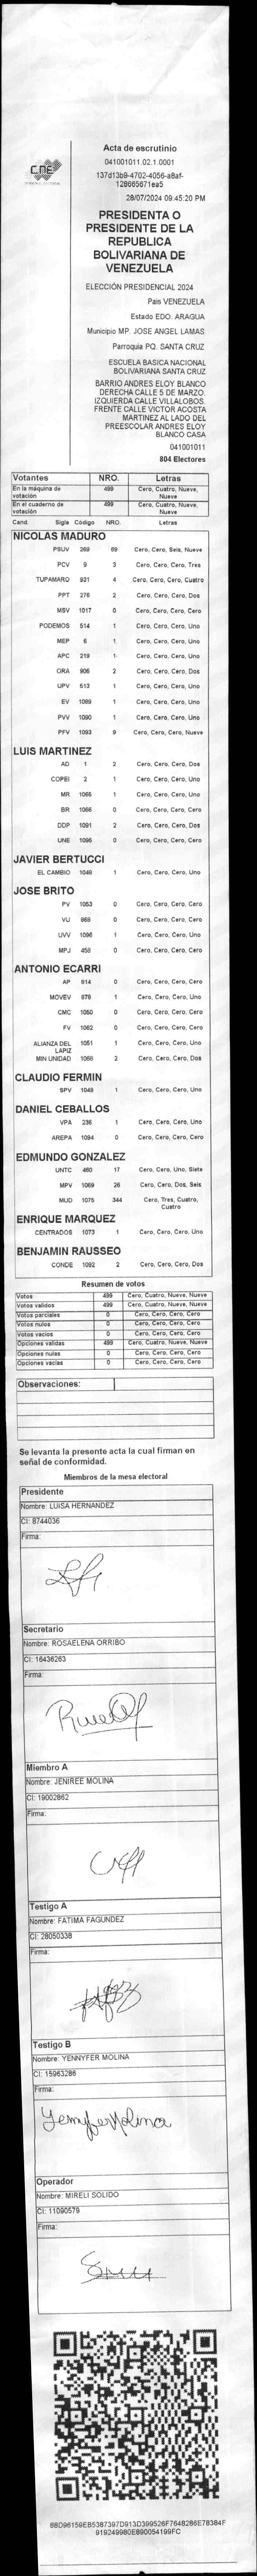 CNE
Acta de escrutinio
041001011.02.1.0001
137d13b9-4702-4056-a8af-
128665671ea5
28/07/2024 09:45:20 PM
PRESIDENTA O
PRESIDENTE DE LA
REPUBLICA
BOLIVARIANA DE
VENEZUELA
ELECCIÓN PRESIDENCIAL 2024
Pais VENEZUELA
Estado EDO. ARAGUA
Municipio MP. JOSE ANGEL LAMAS
Parroquia PQ. SANTA CRUZ
ESCUELA BASICA NACIONAL
BOLIVARIANA SANTA CRUZ
BARRIO ANDRES ELOY BLANCO
DERECHA CALLE 5 DE MARZO.
IZQUIERDA CALLE VILLALOBOS.
FRENTE CALLE VICTOR ACOSTA
MARTINEZ AL LADO DEL
PREESCOLAR ANDRES ELOY
BLANCO CASA
041001011
804 Electores
Votantes NRO. Letras
En la máquina de votación 499 Cero, Cuatro, Nueve, Nueve
En el cuaderno de votación 499 Cero, Cuatro, Nueve, Nueve
Cand. Sigla Código NRO. Letras
NICOLAS MADURO
PSUV 269 69 Cero, Cero, Seis, Nueve
PCV 9 3 Cero, Cero, Cero, Tres
TUPAMARO 921 4 Cero, Cero, Cero, Cuatro
PPT 276 2 Cero, Cero, Cero, Dos
MSV 1017 0 Cero, Cero, Cero, Cero
PODEMOS 514 1 Cero, Cero, Cero, Uno
MEP 6 1 Cero, Cero, Cero, Uno
APC 219 1 Cero, Cero, Cero, Uno
ORA 906 2 Cero, Cero, Cero, Dos
UPV 513 1 Cero, Cero, Cero, Uno
EV 1089 1 Cero, Cero, Cero, Uno
PVV 1090 1 Cero, Cero, Cero, Uno
PFV 1093 9 Cero, Cero, Cero, Nueve
LUIS MARTINEZ
AD 1 2 Cero, Cero, Cero, Dos
COPEI 2 1 Cero, Cero, Cero, Uno
MR 1065 1 Cero, Cero, Cero, Uno
BR 1066 0 Cero, Cero, Cero, Cero
DDP 1091 2 Cero, Cero, Cero, Dos
UNE 1095 0 Cero, Cero, Cero, Cero
JAVIER BERTUCCI
EL CAMBIO 1048 1 Cero, Cero, Cero, Uno
JOSE BRITO
PV 1053 0 Cero, Cero, Cero, Cero
VU 868 0 Cero, Cero, Cero, Cero
UVV 1096 1 Cero, Cero, Cero, Uno
MPJ 458 0 Cero, Cero, Cero, Cero
ANTONIO ECARRI
AP 914 0 Cero, Cero, Cero, Cero
MOVEV 879 1 Cero, Cero, Cero, Uno
CMC 1050 0 Cero, Cero, Cero, Cero
FV 1062 0 Cero, Cero, Cero, Cero
ALIANZA DEL LAPIZ 1051 1 Cero, Cero, Cero, Uno
MIN UNIDAD 1068 2 Cero, Cero, Cero, Dos
CLAUDIO FERMIN
SPV 1049 1 Cero, Cero, Cero, Uno
DANIEL CEBALLOS
VPA 236 1 Cero, Cero, Cero, Uno
AREPA 1094 0 Cero, Cero, Cero, Cero
EDMUNDO GONZALEZ
UNTC 460 17 Cero, Cero, Uno, Siete
MPV 1069 26 Cero, Cero, Dos, Seis
MUD 1075 344 Cero, Tres, Cuatro, Cuatro
ENRIQUE MARQUEZ
CENTRADOS 1073 1 Cero, Cero, Cero, Uno
BENJAMIN RAUSSEO
CONDE 1092 2 Cero, Cero, Cero, Dos
Resumen de votos
Votos 499 Cero, Cuatro, Nueve, Nueve
Votos validos 499 Cero, Cuatro, Nueve, Nueve
Votos parciales 0 Cero, Cero, Cero, Cero
Votos nulos 0 Cero, Cero, Cero, Cero
Votos vacios 0 Cero, Cero, Cero, Cero
Opciones validas 499 Cero, Cuatro, Nueve, Nueve
Opciones nulas 0 Cero, Cero, Cero, Cero
Opciones vacias 0 Cero, Cero, Cero, Cero
Observaciones:
Se levanta la presente acta la cual firman en
señal de conformidad.
Miembros de la mesa electoral
Presidente
Nombre: LUISA HERNANDEZ
CI: 8744036
Firma:
Secretario
Nombre: ROSAELENA ORRIBO
CI: 16436263
Firma:
Miembro A
Nombre: JENIREE MOLINA
CI: 19002862
Firma:
Testigo A
Nombre: FATIMA FAGUNDEZ
CI: 28050338
Firma:
Testigo B
Nombre: YENNYFER MOLINA
CI: 15963286
Firma:
Yennyfer Molina
Operador
Nombre: MIRELI SOLIDO
CI: 11090579
Firma:
68D96159EB5387397D913D399526F7648286E78384F
919249980E890054199FC